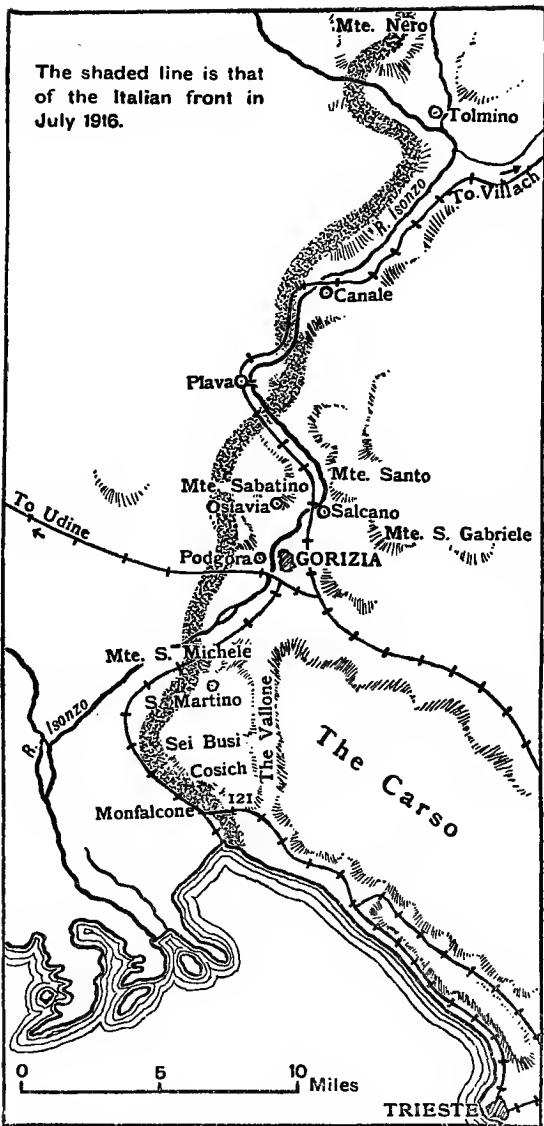 Mte. Nero
The shaded line is that
of the Italian front in
July 1916.
Tolmino
To Villach
R. Isonzo
Canale
Plava
Mte. Santo
Mte. Sabatino
Oslavia
Salcano
To Udine
Mte. S. Gabriele
Podgora
GORIZIA
Mte. S. Michele
S. Martino
R. Isonzo
The Vallone
Sei Busi
The Carso
Cosich
121
Monfalcone
0 5 10
Miles
TRIESTE